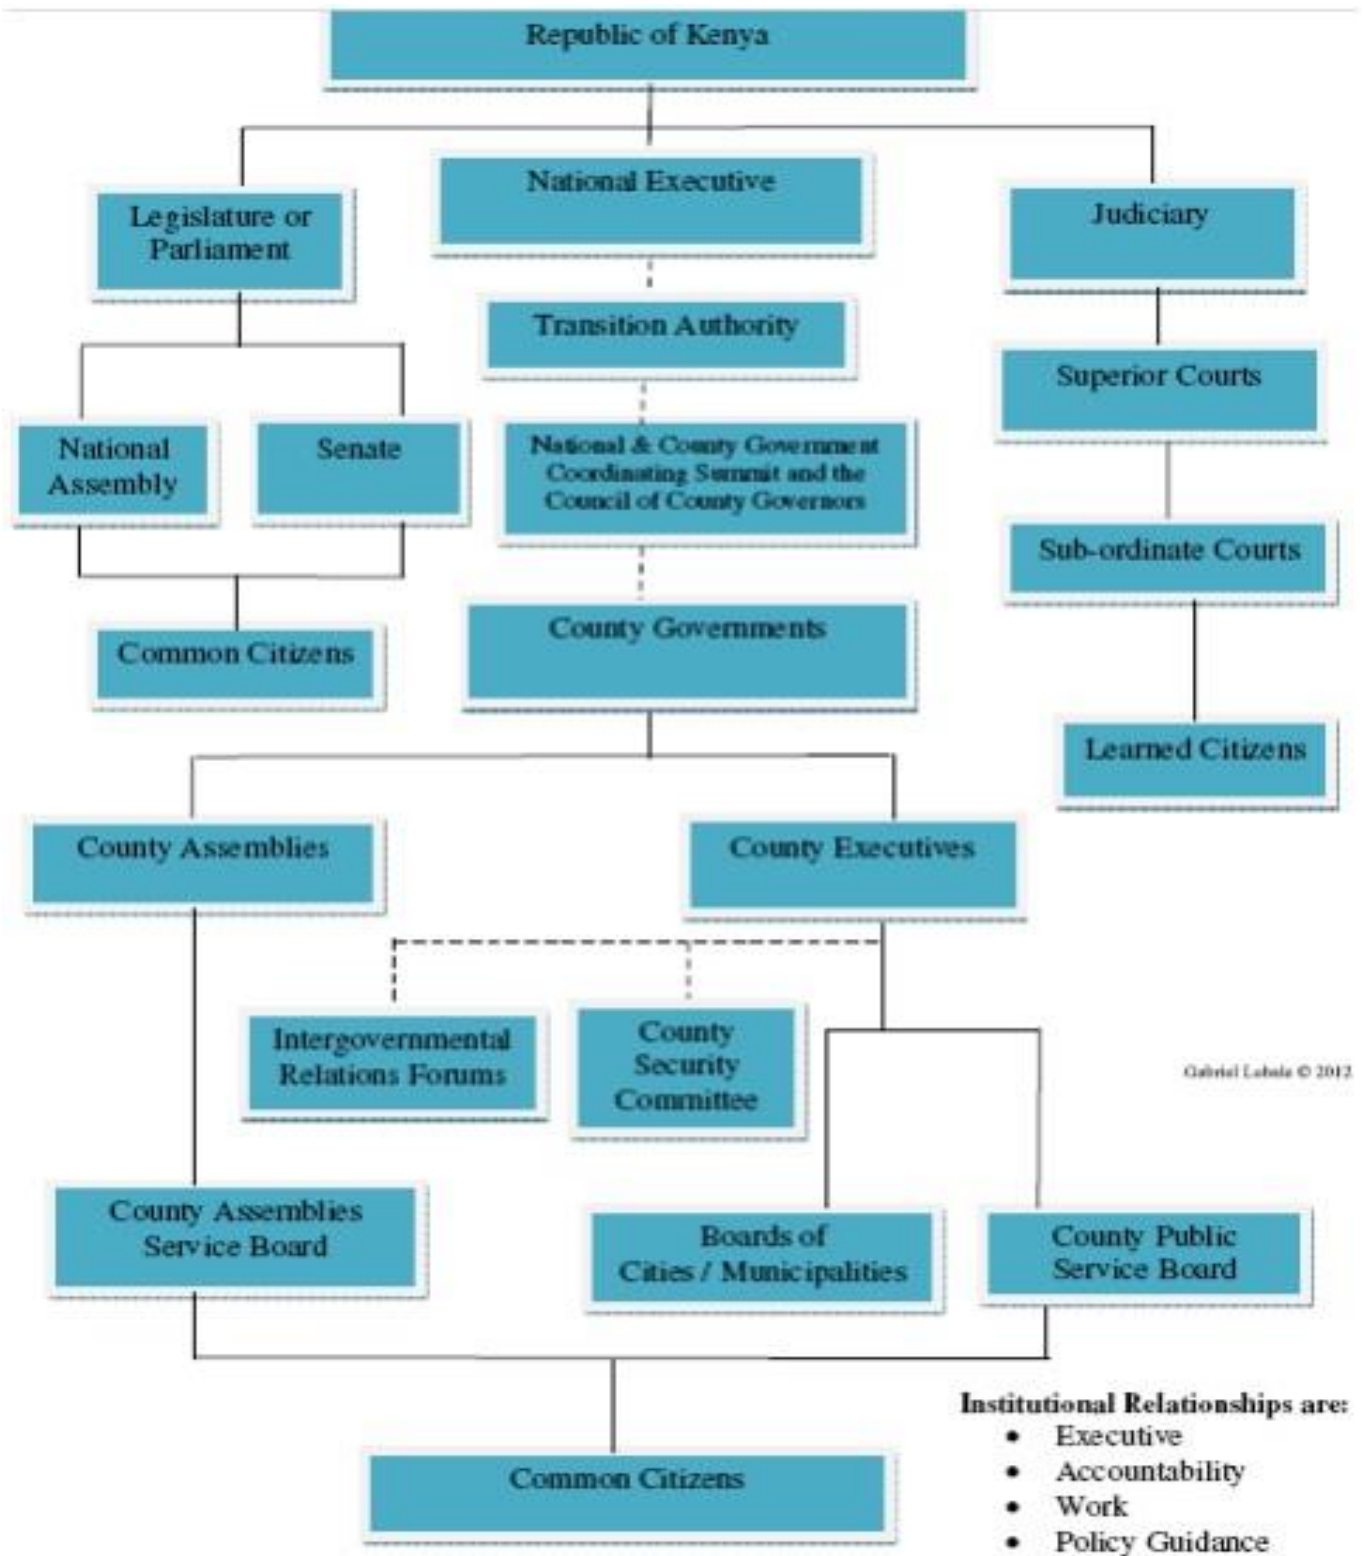 Republic of Kenya
National Executive
Legislature or
Parliament
Judiciary
Transition Authority
Superior Courts
National
Assembly
Senate
National & County Government
Coordinating Summit and the
Council of County Governors
Sub-ordinate Courts
Common Citizens
County Governments
Learned Citizens
County Assemblies
County Executives
Intergovernmental
Relations Forums
County
Security
Committee
Gabriel © 2012
County Assemblies
Service Board
Boards of
Cities / Municipalities
County Public
Service Board
Common Citizens
Institutional Relationships are:
• Executive
• Accountability
• Work
• Policy Guidance